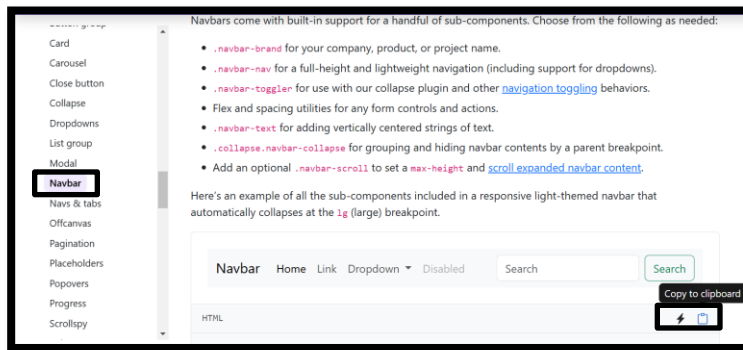 Button group
Card
Carousel
Close button
Collapse
Dropdowns
List group
Modal
Navbar
Navs & tabs
Offcanvas
Pagination
Placeholders
Popovers
Progress
Scrollspy
Navbars come with built-in support for a handful of sub-components. Choose from the following as needed:
• .navbar-brand for your company, product, or project name.
• .navbar-nav for a full-height and lightweight navigation (including support for dropdowns).
• .navbar-toggler for use with our collapse plugin and other navigation toggling behaviors.
• Flex and spacing utilities for any form controls and actions.
• .navbar-text for adding vertically centered strings of text.
• .collapse.navbar-collapse for grouping and hiding navbar contents by a parent breakpoint.
• Add an optional .navbar-scroll to set a max-height and scroll expanded navbar content.
Here's an example of all the sub-components included in a responsive light-themed navbar that
automatically collapses at the lg (large) breakpoint.
Navbar Home Link Dropdown Disabled Search Search
Copy to clipboard
HTML